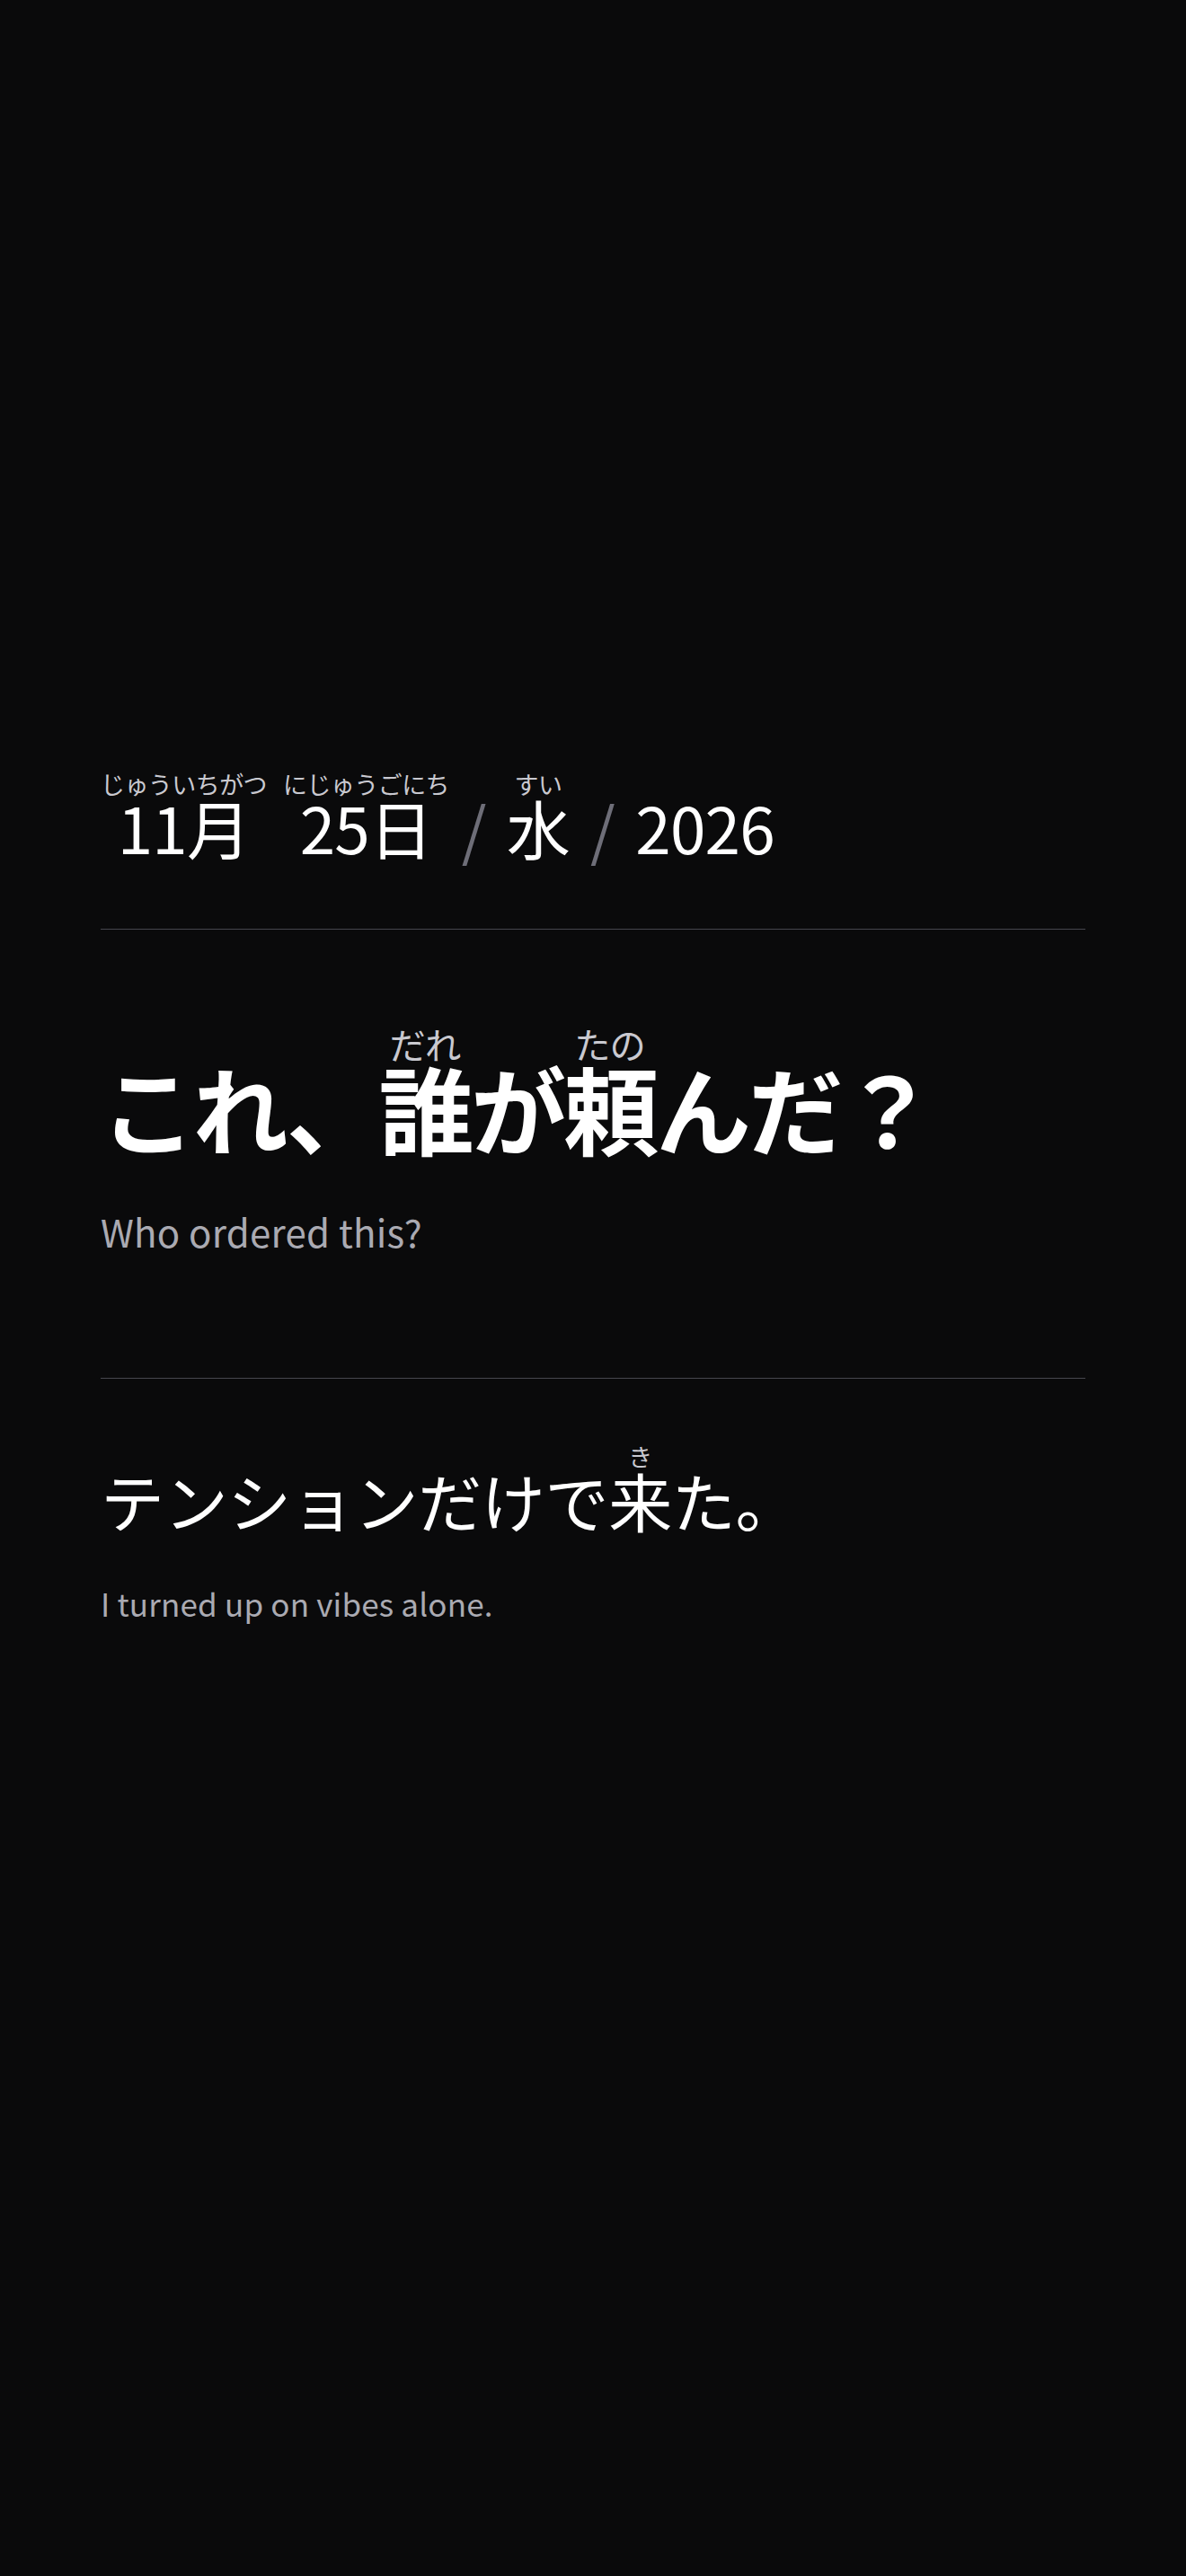 じゅういちがつ にじゅうごにち すい
11月 25日 / 水 / 2026
だれ たの
これ、誰が頼んだ？
Who ordered this?
き
テンションだけで来た。
I turned up on vibes alone.